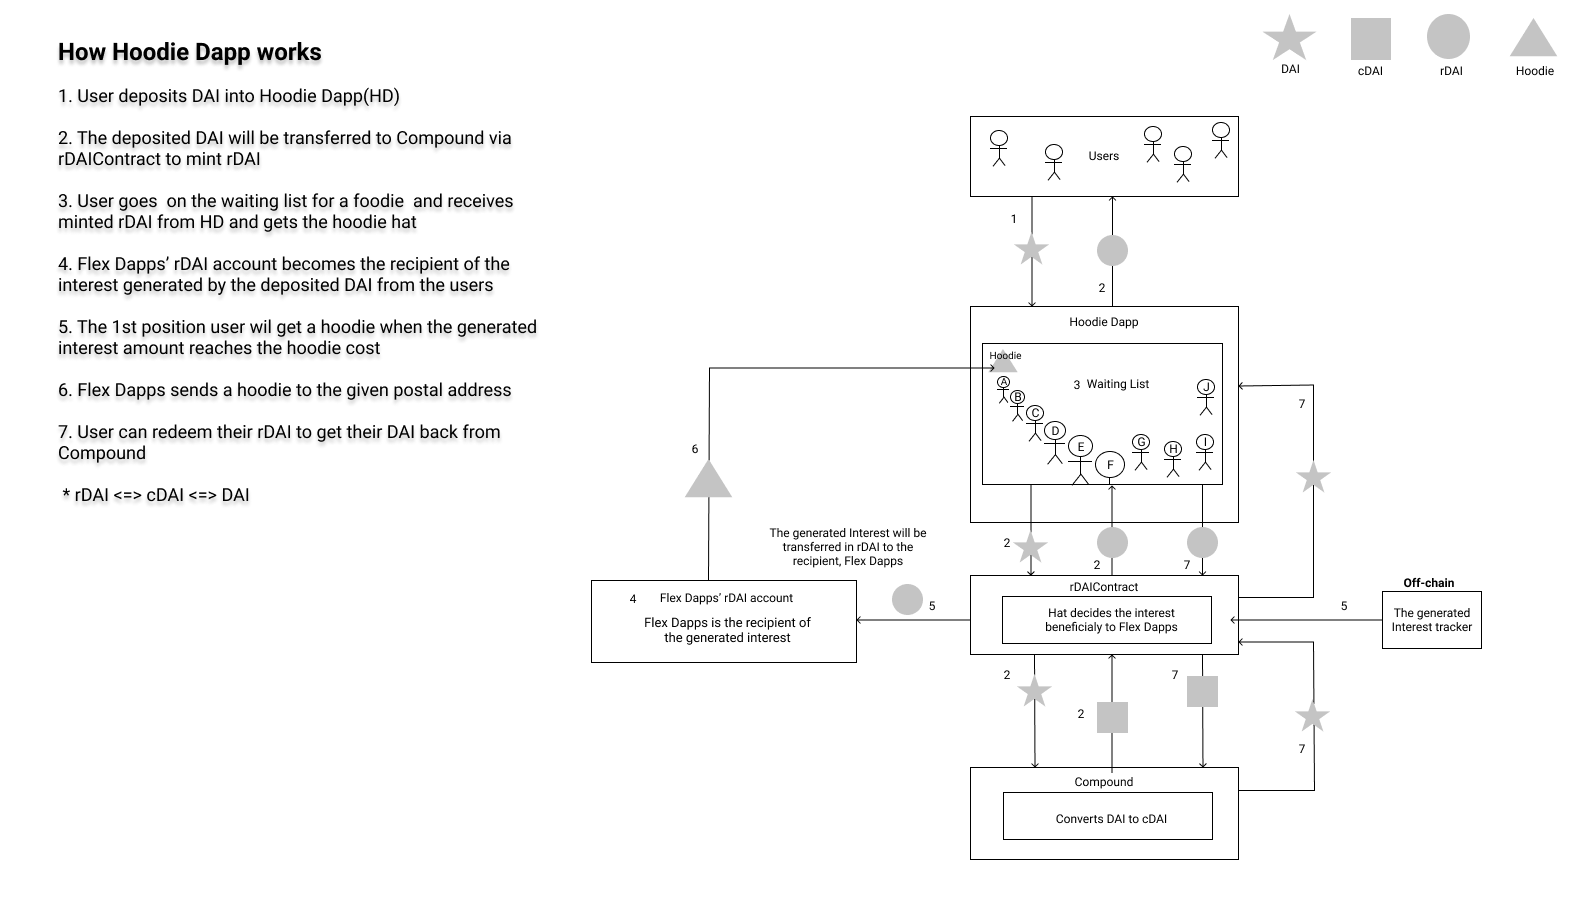 How Hoodie Dapp works
1. User deposits DAI into Hoodie Dapp(HD)
2. The deposited DAI will be transferred to Compound via
rDAIContract to mint rDAI
3. User goes  on the waiting list for a foodie  and receives
minted rDAI from HD and gets the hoodie hat
4. Flex Dapps’ rDAI account becomes the recipient of the
interest generated by the deposited DAI from the users
5. The 1st position user wil get a hoodie when the generated
interest amount reaches the hoodie cost
6. Flex Dapps sends a hoodie to the given postal address
7. User can redeem their rDAI to get their DAI back from
Compound
* rDAI <=> cDAI <=> DAI
DAI
cDAI
rDAI
Hoodie
Users
1
2
Hoodie Dapp
Hoodie
3 Waiting List
A
B
C
D
E
F
G
H
I
J
7
6
2
2
7
The generated Interest will be
transferred in rDAI to the
recipient, Flex Dapps
4 Flex Dapps’ rDAI account
Flex Dapps is the recipient of
the generated interest
5
rDAIContract
Hat decides the interest
beneficialy to Flex Dapps
5
Off-chain
The generated
Interest tracker
2
2
7
7
Compound
Converts DAI to cDAI